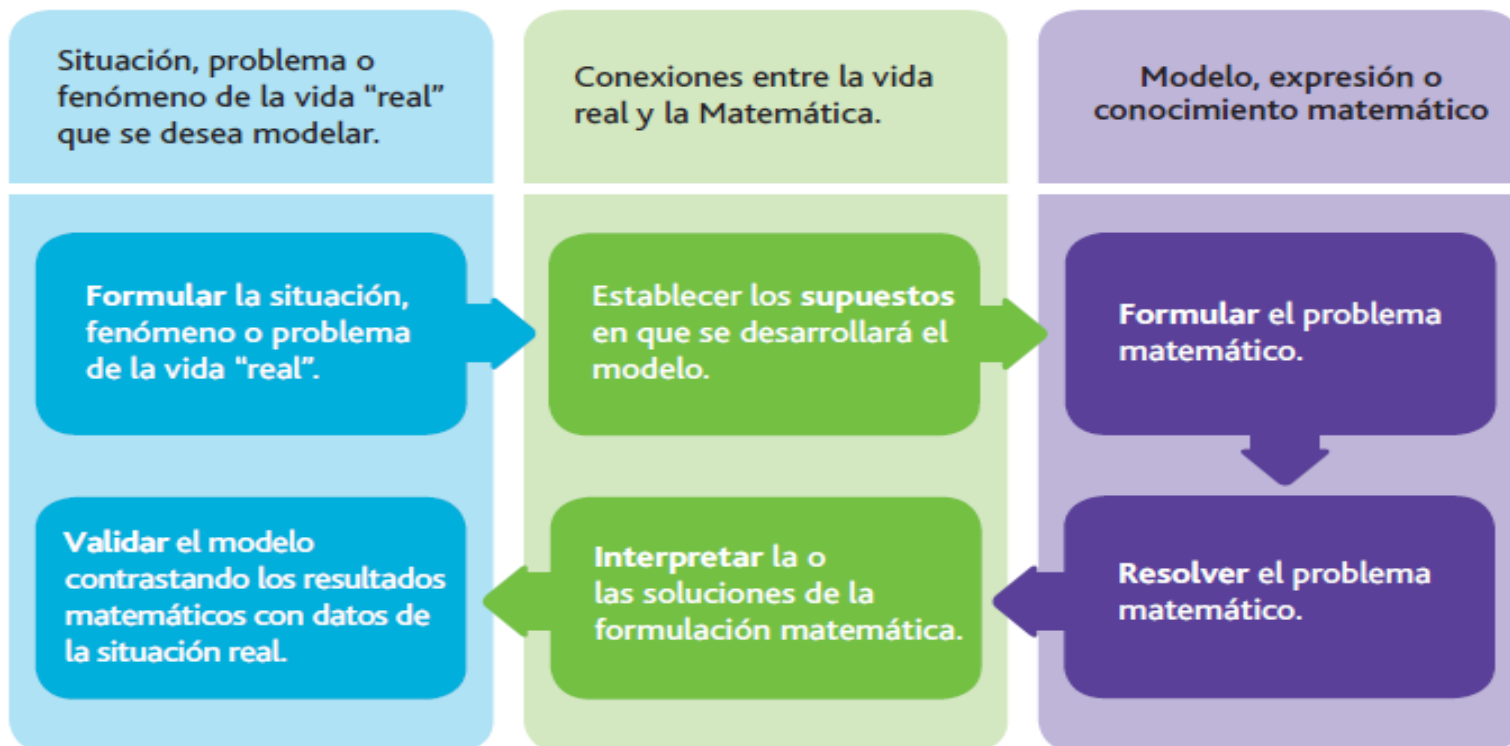 Situación, problema o
fenómeno de la vida “real”
que se desea modelar.
Conexiones entre la vida
real y la Matemática.
Modelo, expresión o
conocimiento matemático
Formular la situación,
fenómeno o problema
de la vida “real”.
Establecer los supuestos
en que se desarrollará el
modelo.
Formular el problema
matemático.
Resolver el problema
matemático.
Interpretar la o
las soluciones de la
formulación matemática.
Validar el modelo
contrastando los resultados
matemáticos con datos de
la situación real.